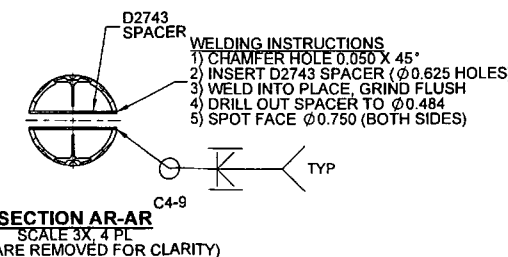 D2743
SPACER
WELDING INSTRUCTIONS
1) CHAMFER HOLE 0.050 X 45°
2) INSERT D2743 SPACER (Ø0.625 HOLES
3) WELD INTO PLACE, GRIND FLUSH
4) DRILL OUT SPACER TO Ø0.484
5) SPOT FACE Ø0.750 (BOTH SIDES)
TYP
C4-9
SECTION AR-AR
SCALE 3X, 4 PL
ARE REMOVED FOR CLARITY)